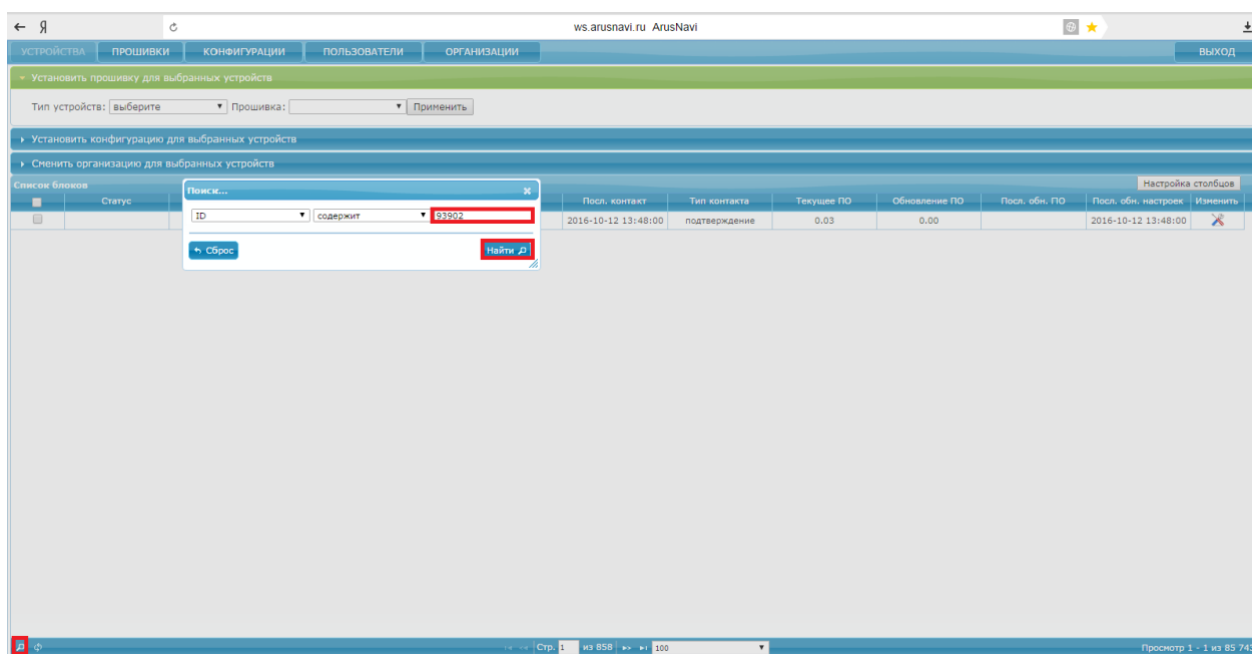 Я ws.arusnavi.ru ArusNavi
УСТРОЙСТВА ПРОШИВКИ КОНФИГУРАЦИИ ПОЛЬЗОВАТЕЛИ ОРГАНИЗАЦИИ ВЫХОД
Установить прошивку для выбранных устройств
Тип устройств: выберите Прошивка: Применить
Установить конфигурацию для выбранных устройств
Сменить организацию для выбранных устройств
Список блоков Настройка столбцов
Статус Посл. контакт Тип контакта Текущее ПО Обновление ПО Посл. обн. ПО Посл. обн. настроек Изменить
2016-10-12 13:48:00 подтверждение 0.03 0.00 2016-10-12 13:48:00
Поиск...
ID содержит 93902
Сброс Найти
Стр. 1 из 858 100 Просмотр 1 - 1 из 85 743